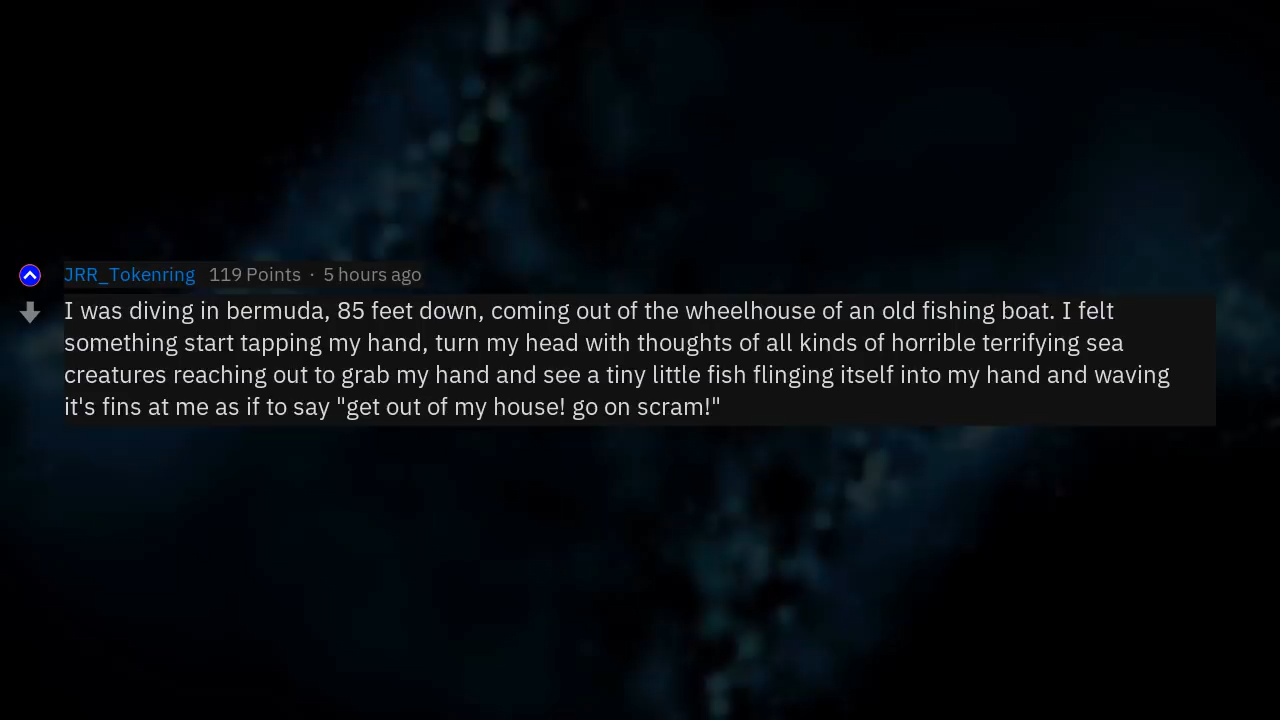 JRR_Tokenring 119 Points · 5 hours ago
I was diving in bermuda, 85 feet down, coming out of the wheelhouse of an old fishing boat. I felt
something start tapping my hand, turn my head with thoughts of all kinds of horrible terrifying sea
creatures reaching out to grab my hand and see a tiny little fish flinging itself into my hand and waving
it's fins at me as if to say "get out of my house! go on scram!"